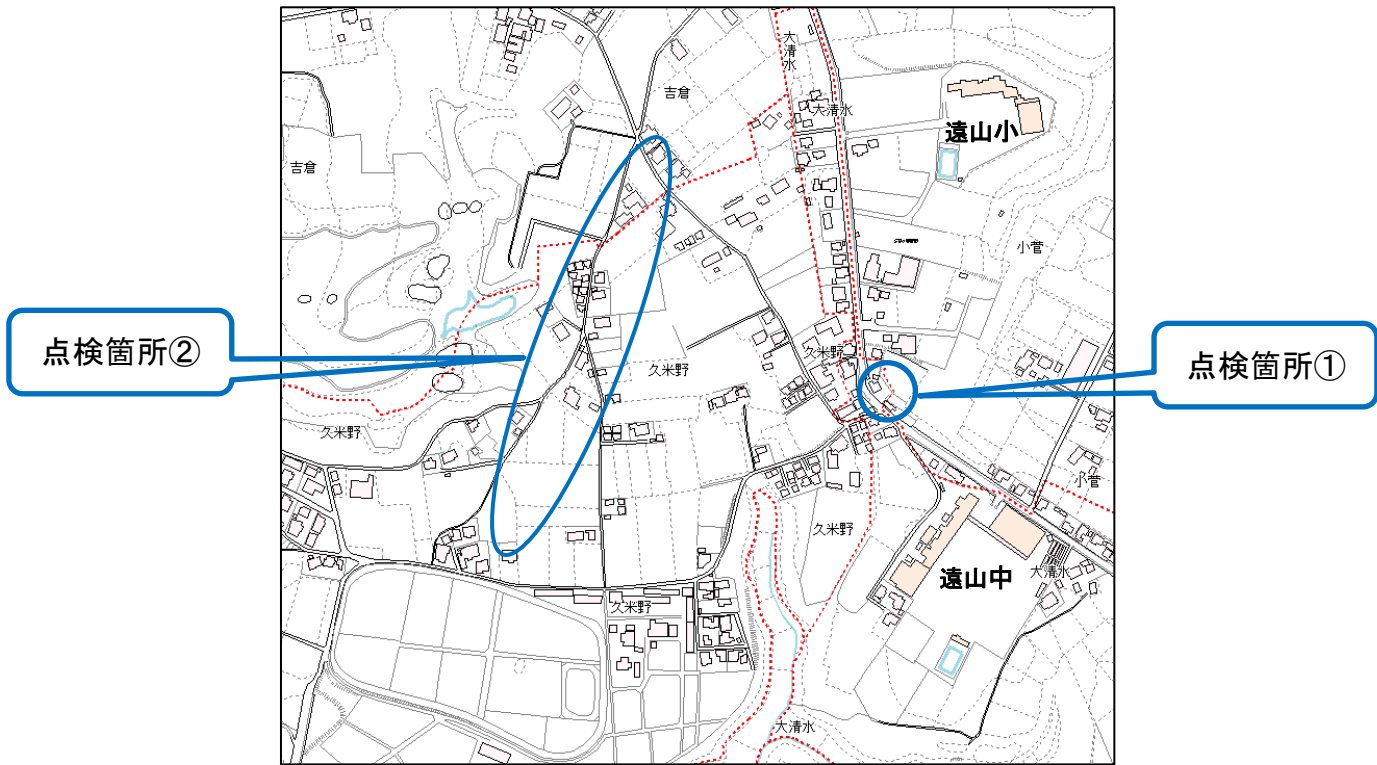 大清水
吉倉
大清水
遠山小
吉倉
小菅
点検箇所②
久米野
点検箇所①
久米野
久米野
小菅
久米野
遠山中
大清水
久米野
大清水